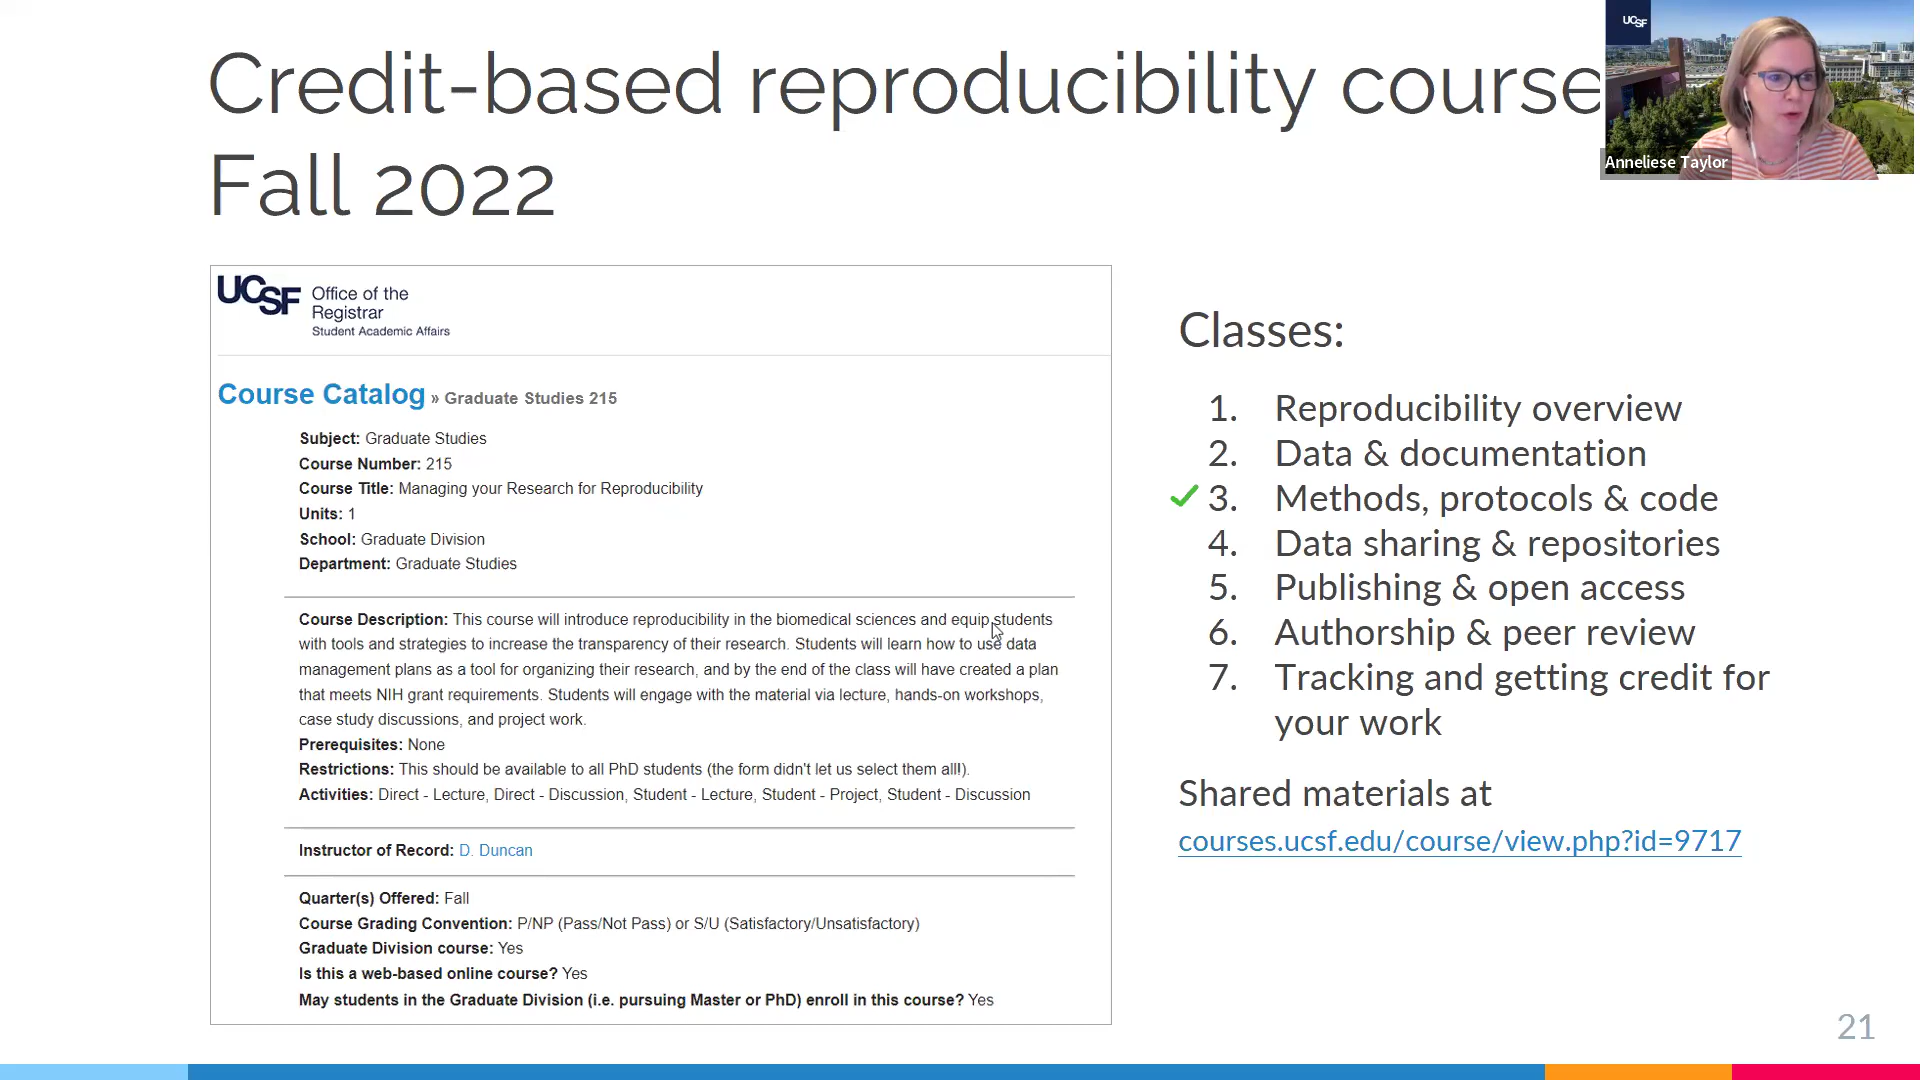 Credit-based reproducibility course
Fall 2022
UCSF
Anneliese Taylor
UCSF
Office of the
Registrar
Student Academic Affairs
Course Catalog » Graduate Studies 215
Subject: Graduate Studies
Course Number: 215
Course Title: Managing your Research for Reproducibility
Units: 1
School: Graduate Division
Department: Graduate Studies
Course Description: This course will introduce reproducibility in the biomedical sciences and equip students
with tools and strategies to increase the transparency of their research. Students will learn how to use data
management plans as a tool for organizing their research, and by the end of the class will have created a plan
that meets NIH grant requirements. Students will engage with the material via lecture, hands-on workshops,
case study discussions, and project work.
Prerequisites: None
Restrictions: This should be available to all PhD students (the form didn't let us select them all!).
Activities: Direct - Lecture, Direct - Discussion, Student - Lecture, Student - Project, Student - Discussion
Instructor of Record: D. Duncan
Quarter(s) Offered: Fall
Course Grading Convention: P/NP (Pass/Not Pass) or S/U (Satisfactory/Unsatisfactory)
Graduate Division course: Yes
Is this a web-based online course? Yes
May students in the Graduate Division (i.e. pursuing Master or PhD) enroll in this course? Yes
Classes:
1. Reproducibility overview
2. Data & documentation
3. Methods, protocols & code
4. Data sharing & repositories
5. Publishing & open access
6. Authorship & peer review
7. Tracking and getting credit for
your work
Shared materials at
courses.ucsf.edu/course/view.php?id=9717
21